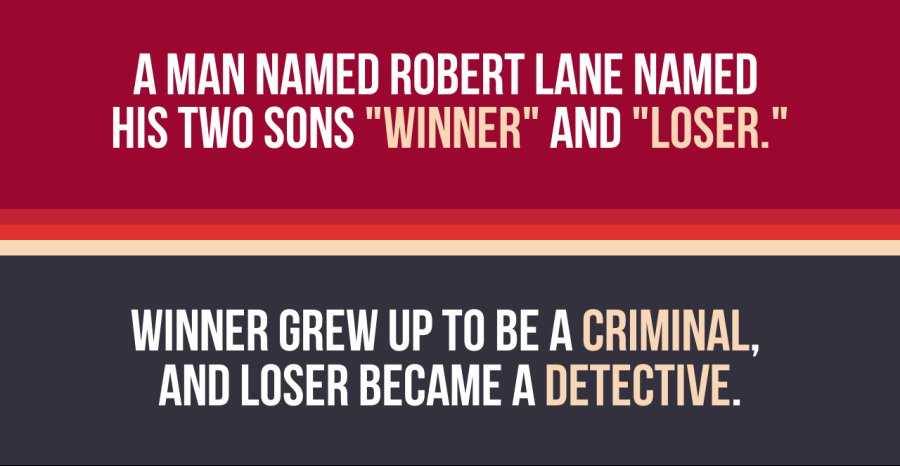 A MAN NAMED ROBERT LANE NAMED
HIS TWO SONS "WINNER" AND "LOSER."
WINNER GREW UP TO BE A CRIMINAL,
AND LOSER BECAME A DETECTIVE.